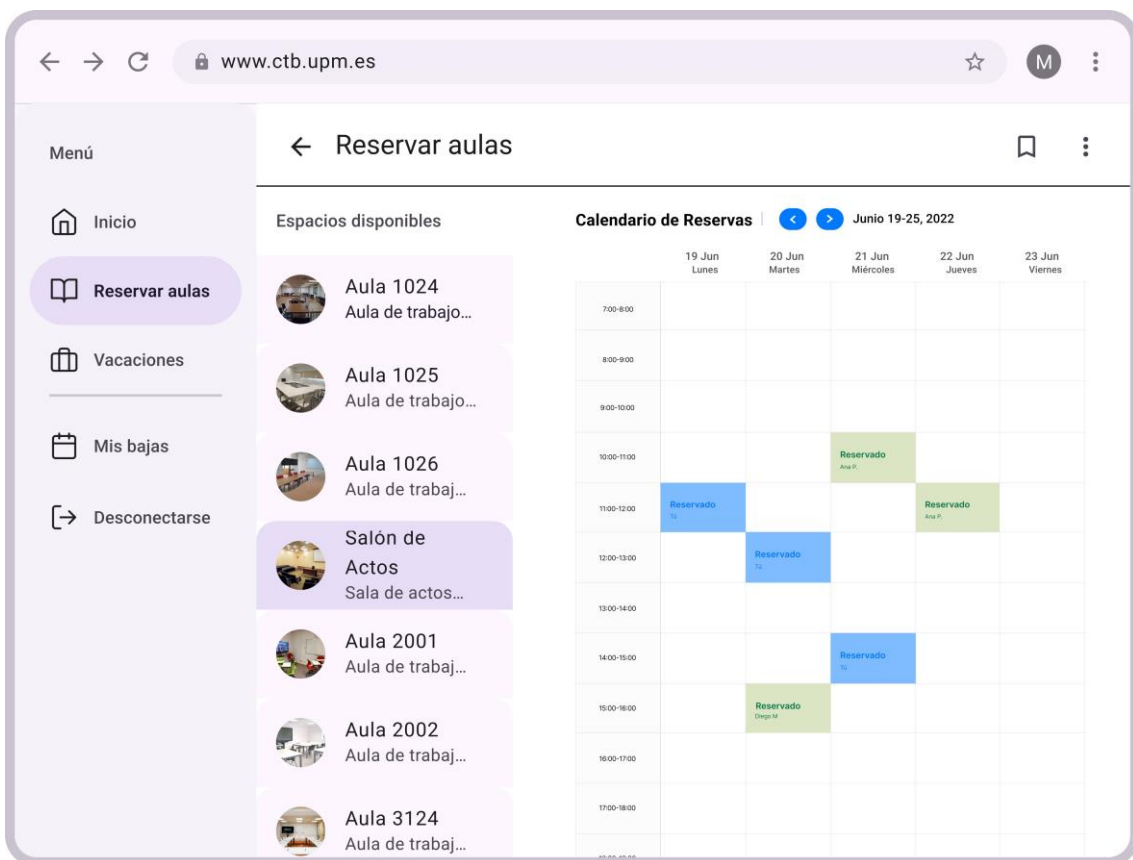 www.ctb.upm.es
M
Menú
Inicio
Reservar aulas
Vacaciones
Mis bajas
Desconectarse
Reservar aulas
Espacios disponibles
Aula 1024
Aula de trabajo...
Aula 1025
Aula de trabajo...
Aula 1026
Aula de trabaj...
Salón de
Actos
Sala de actos...
Aula 2001
Aula de trabaj...
Aula 2002
Aula de trabaj...
Aula 3124
Aula de trabaj...
Calendario de Reservas
Junio 19-25, 2022
19 Jun 20 Jun 21 Jun 22 Jun 23 Jun
Lunes Martes Miércoles Jueves Viernes
7:00-8:00
8:00-9:00
9:00-10:00
10:00-11:00 Reservado
Ana P.
11:00-12:00 Reservado Reservado
Tú Ana P.
12:00-13:00 Reservado
Tú
13:00-14:00
14:00-15:00 Reservado
Tú
15:00-16:00 Reservado
Diego M
16:00-17:00
17:00-18:00